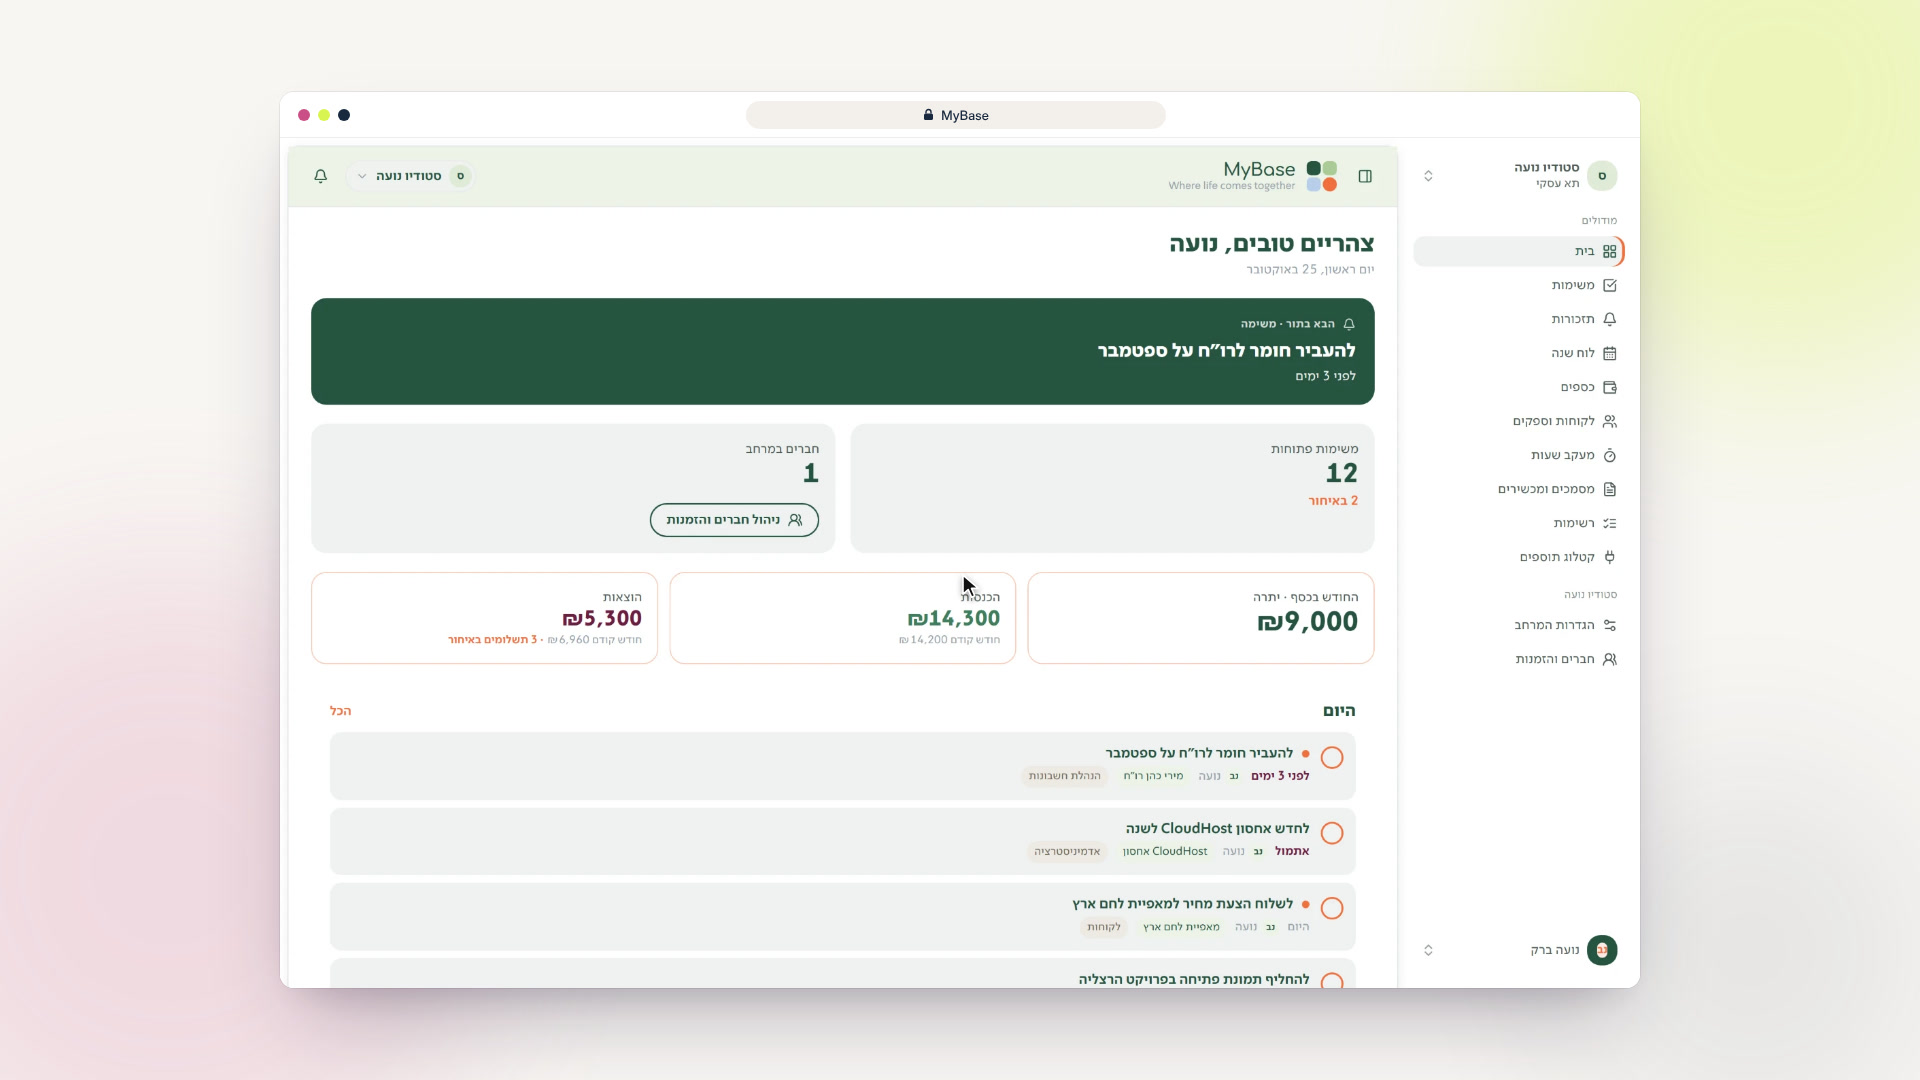 MyBase
סטודיו נועה
ס
תא עסקי
מודולים
בית
משימות
תזכורות
לוח שנה
כספים
לקוחות וספקים
מעקב שעות
מסמכים ומכשירים
רשימות
קטלוג תוספים
סטודיו נועה
הגדרות המרחב
חברים והזמנות
נועה ברק
נב
MyBase
Where life comes together
ס סטודיו נועה
צהריים טובים, נועה
יום ראשון, 25 באוקטובר
הבא בתור · משימה
להעביר חומר לרו״ח על ספטמבר
לפני 3 ימים
משימות פתוחות
12
2 באיחור
חברים במרחב
1
ניהול חברים והזמנות
החודש בכסף · יתרה
₪9,000
הכנסות
₪14,300
חודש קודם 14,200 ₪
הוצאות
₪5,300
חודש קודם 6,960 ₪ · 3 תשלומים באיחור
היום
הכל
להעביר חומר לרו״ח על ספטמבר
לפני 3 ימים נב נועה מירי כהן רו״ח הנהלת חשבונות
לחדש אחסון CloudHost לשנה
אתמול נב נועה CloudHost אחסון אדמיניסטרציה
לשלוח הצעת מחיר למאפיית לחם ארץ
היום נב נועה מאפיית לחם ארץ לקוחות
להחליף תמונת פתיחה בפרויקט הרצליה